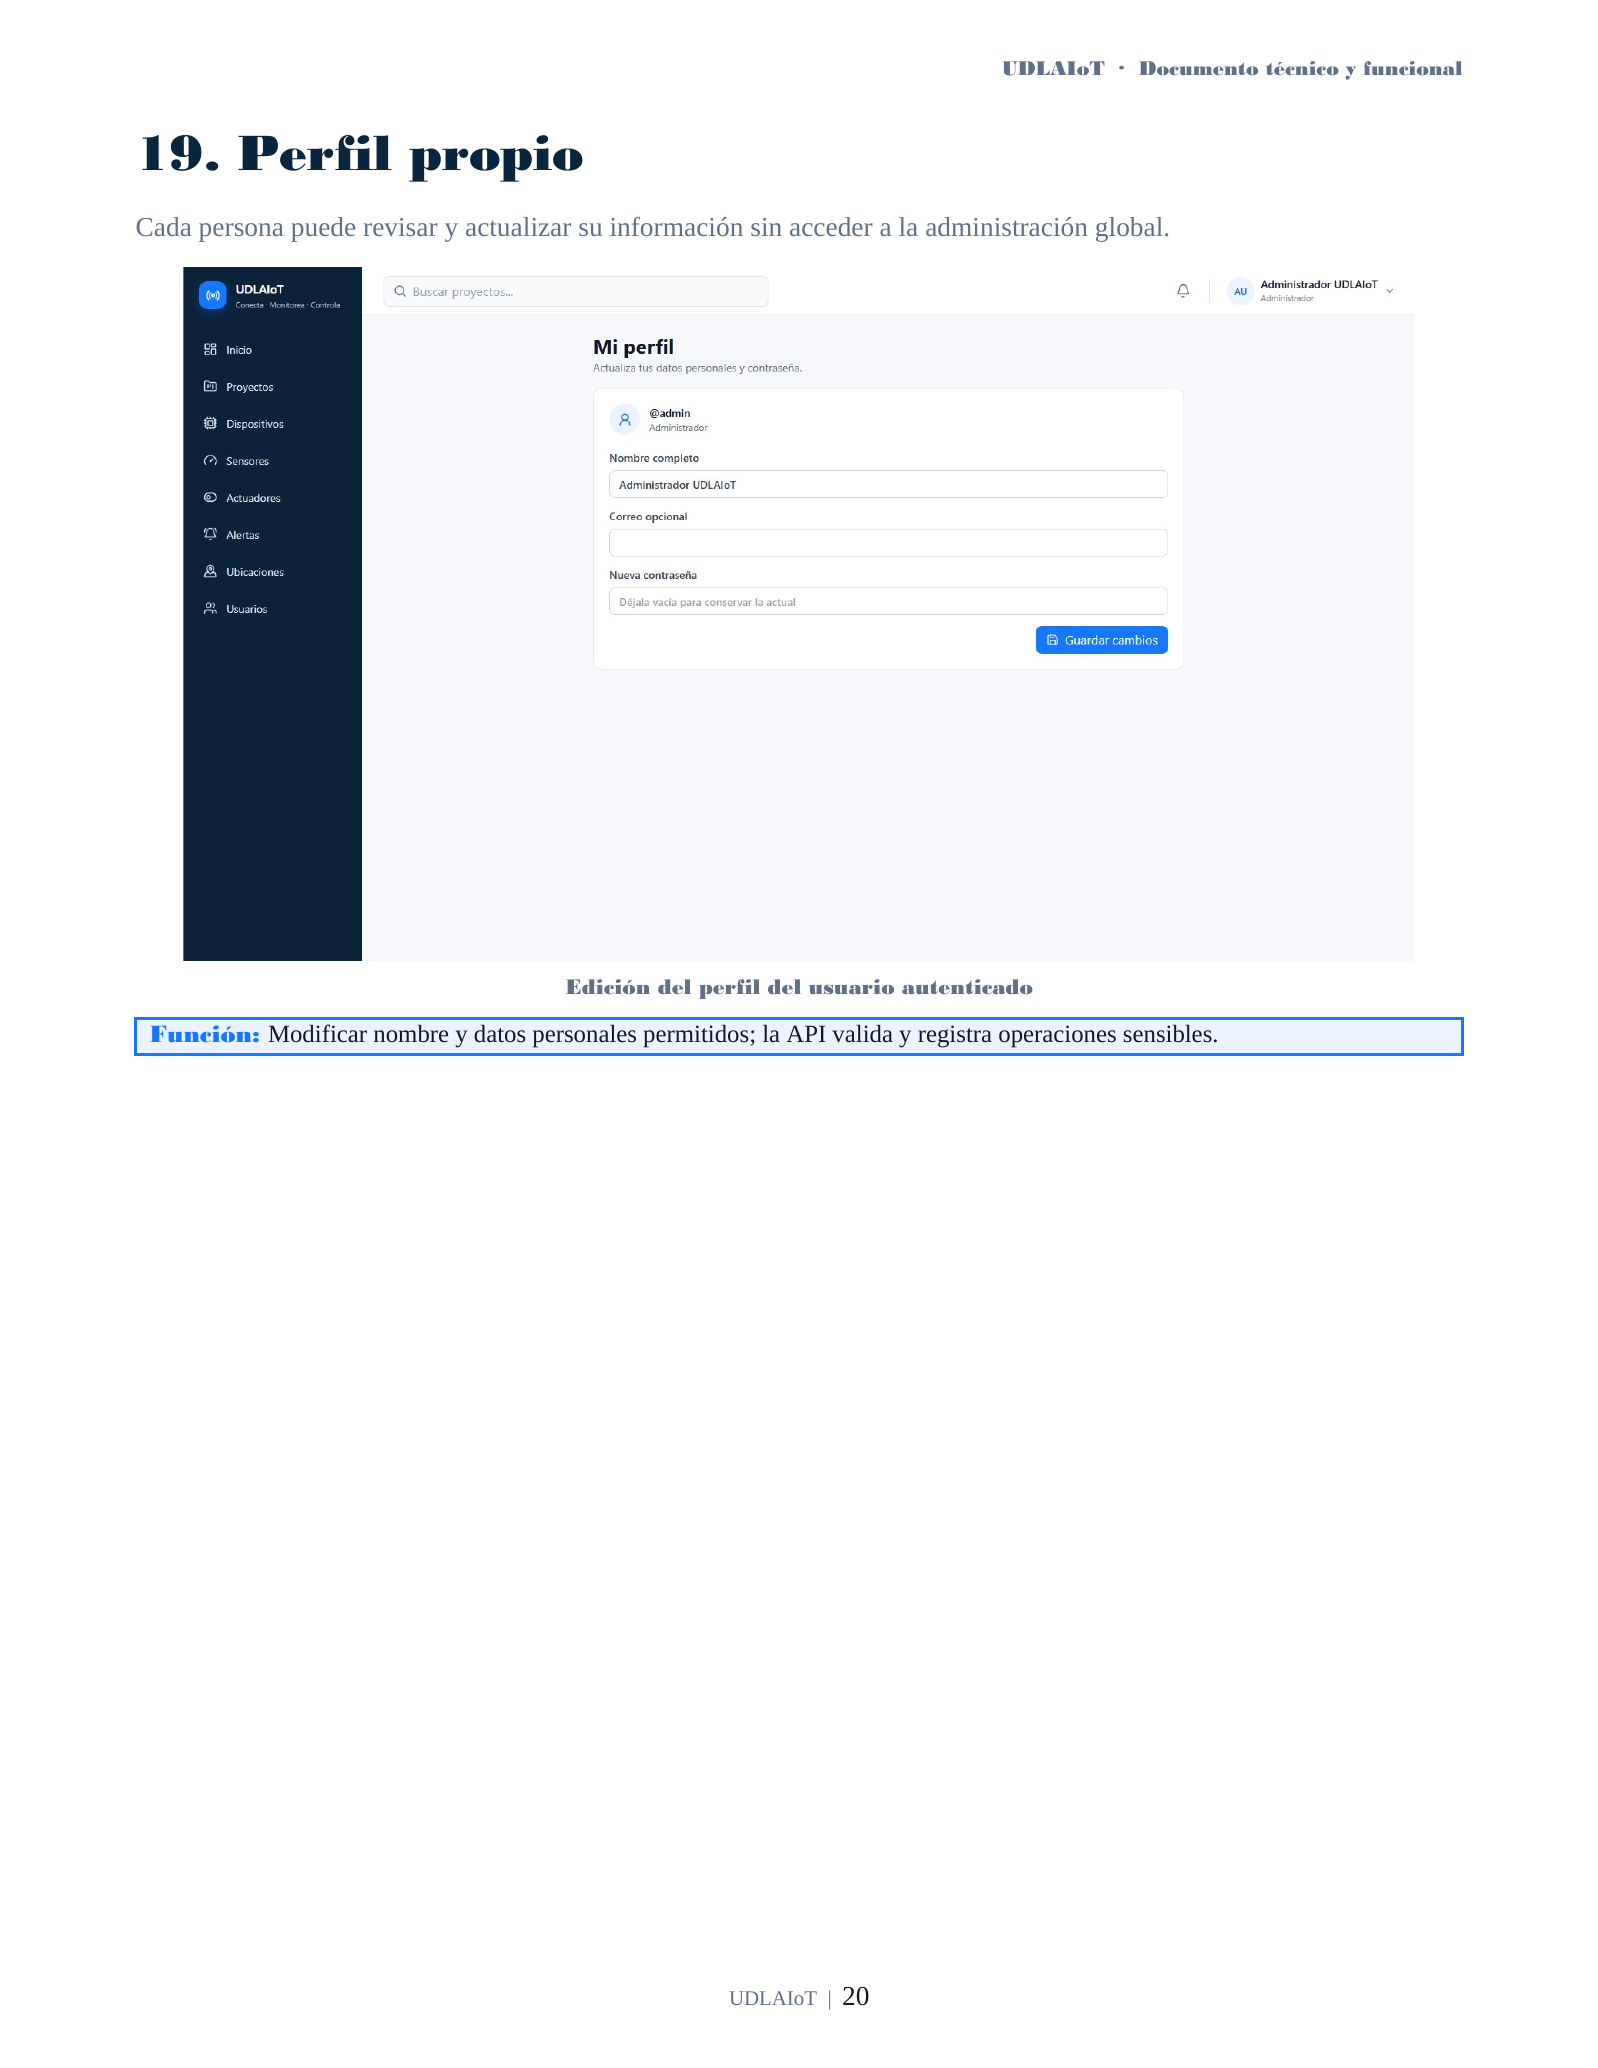 UDLAIoT · Documento técnico y funcional
19. Perfil propio
Cada persona puede revisar y actualizar su información sin acceder a la administración global.
UDLAIoT
Conecta · Monitorea · Controla
Buscar proyectos...
AU
Administrador UDLAIoT
Administrador
Inicio
Proyectos
Dispositivos
Sensores
Actuadores
Alertas
Ubicaciones
Usuarios
Mi perfil
Actualiza tus datos personales y contraseña.
@admin
Administrador
Nombre completo
Administrador UDLAIoT
Correo opcional
Nueva contraseña
Déjala vacía para conservar la actual
Guardar cambios
Edición del perfil del usuario autenticado
Función: Modificar nombre y datos personales permitidos; la API valida y registra operaciones sensibles.
UDLAIoT | 20